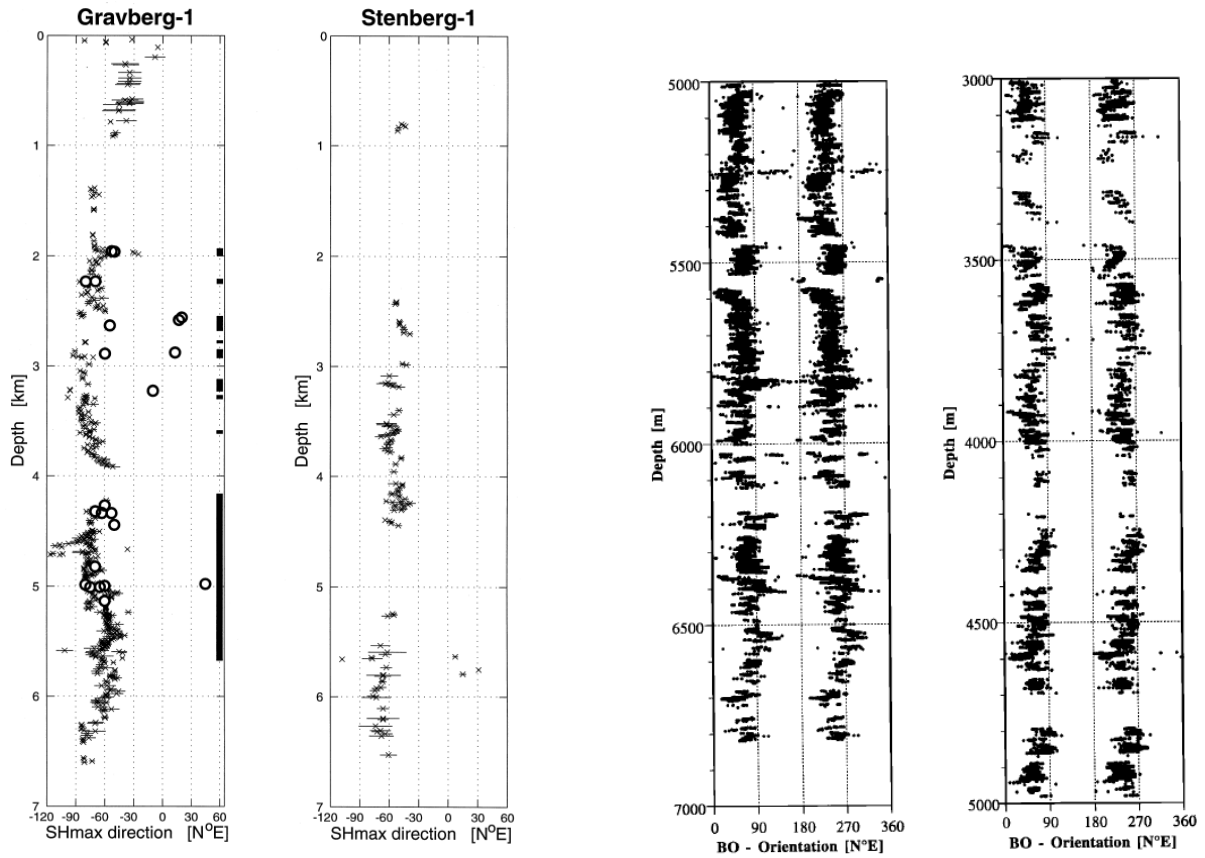 Gravberg-1
0
1
2
3
4
5
6
7
Depth [km]
-120 -90 -60 -30 0 30 60
SHmax direction [N°E]
Stenberg-1
0
1
2
3
4
5
6
7
Depth [km]
-120 -90 -60 -30 0 30 60
SHmax direction [N°E]
5000
5500
6000
6500
7000
Depth [m]
0 90 180 270 360
BO - Orientation [N°E]
3000
3500
4000
4500
5000
Depth [m]
0 90 180 270 360
BO - Orientation [N°E]